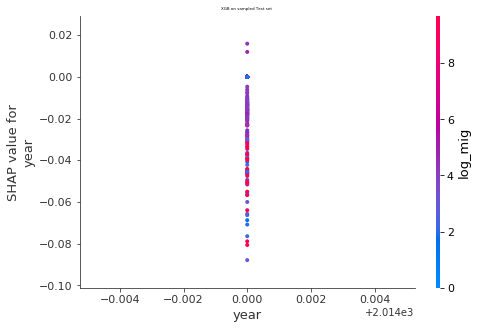 XGB on sampled Test set
0.02
0.00
−0.02
−0.04
−0.06
−0.08
−0.10
SHAP value for
year
−0.004
−0.002
0.000
0.002
0.004
+2.014e3
year
8
6
4
2
0
log_mig